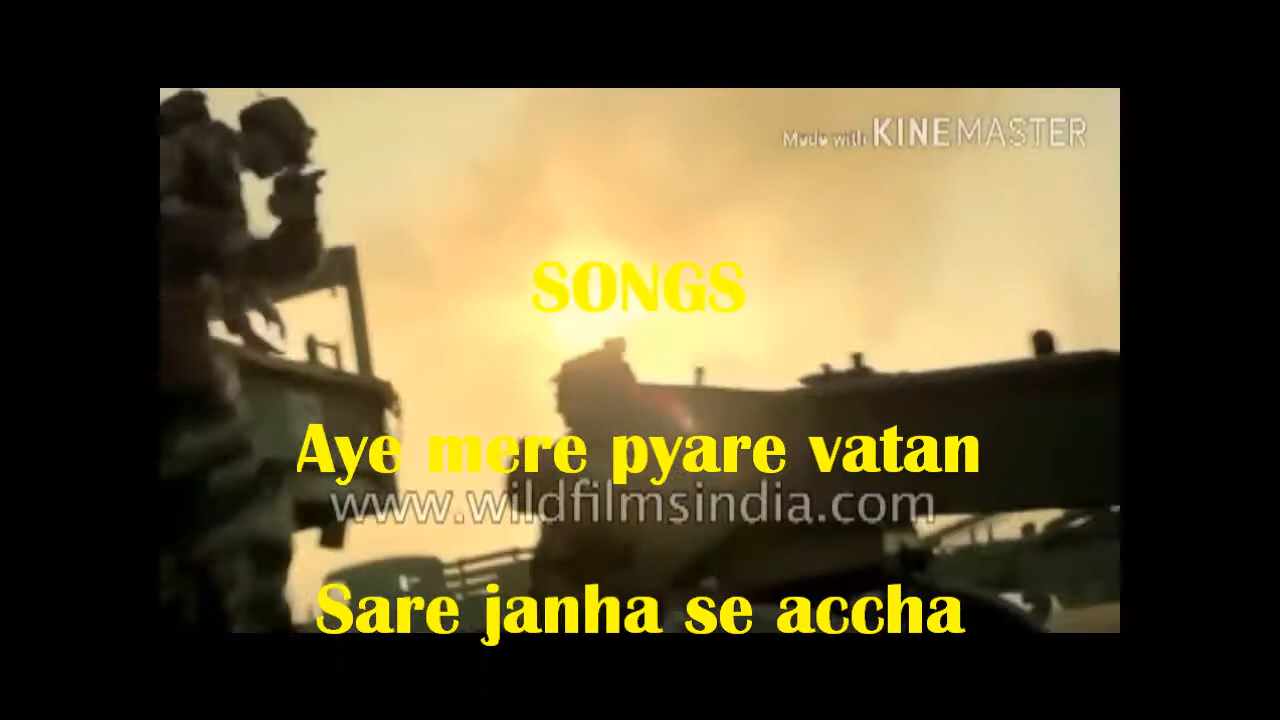 Made with KINEMASTER
SONGS
Aye mere pyare vatan
www.wildfilmsindia.com
Sare janha se accha